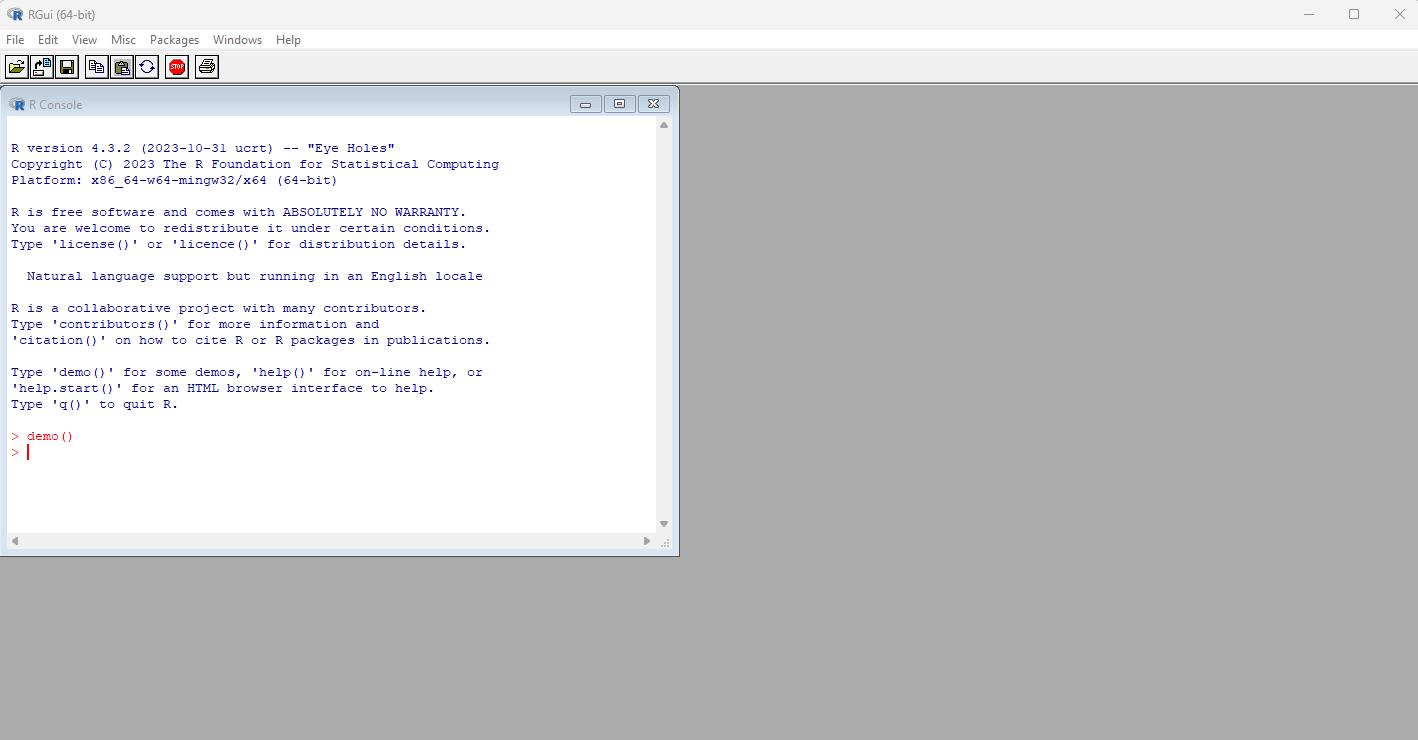 RGui (64-bit)
File Edit View Misc Packages Windows Help
STOP
R Console
R version 4.3.2 (2023-10-31 ucrt) -- "Eye Holes"
Copyright (C) 2023 The R Foundation for Statistical Computing
Platform: x86_64-w64-mingw32/x64 (64-bit)
R is free software and comes with ABSOLUTELY NO WARRANTY.
You are welcome to redistribute it under certain conditions.
Type 'license()' or 'licence()' for distribution details.
Natural language support but running in an English locale
R is a collaborative project with many contributors.
Type 'contributors()' for more information and
'citation()' on how to cite R or R packages in publications.
Type 'demo()' for some demos, 'help()' for on-line help, or
'help.start()' for an HTML browser interface to help.
Type 'q()' to quit R.
> demo()
>